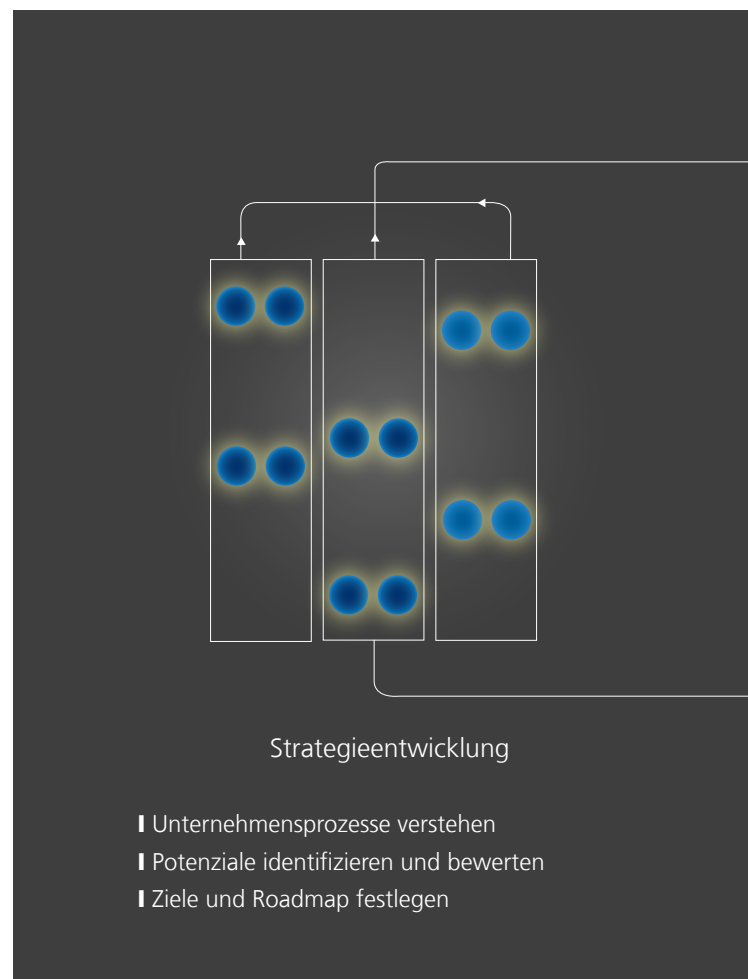 Strategieentwicklung
Unternehmensprozesse verstehen
Potenziale identifizieren und bewerten
Ziele und Roadmap festlegen